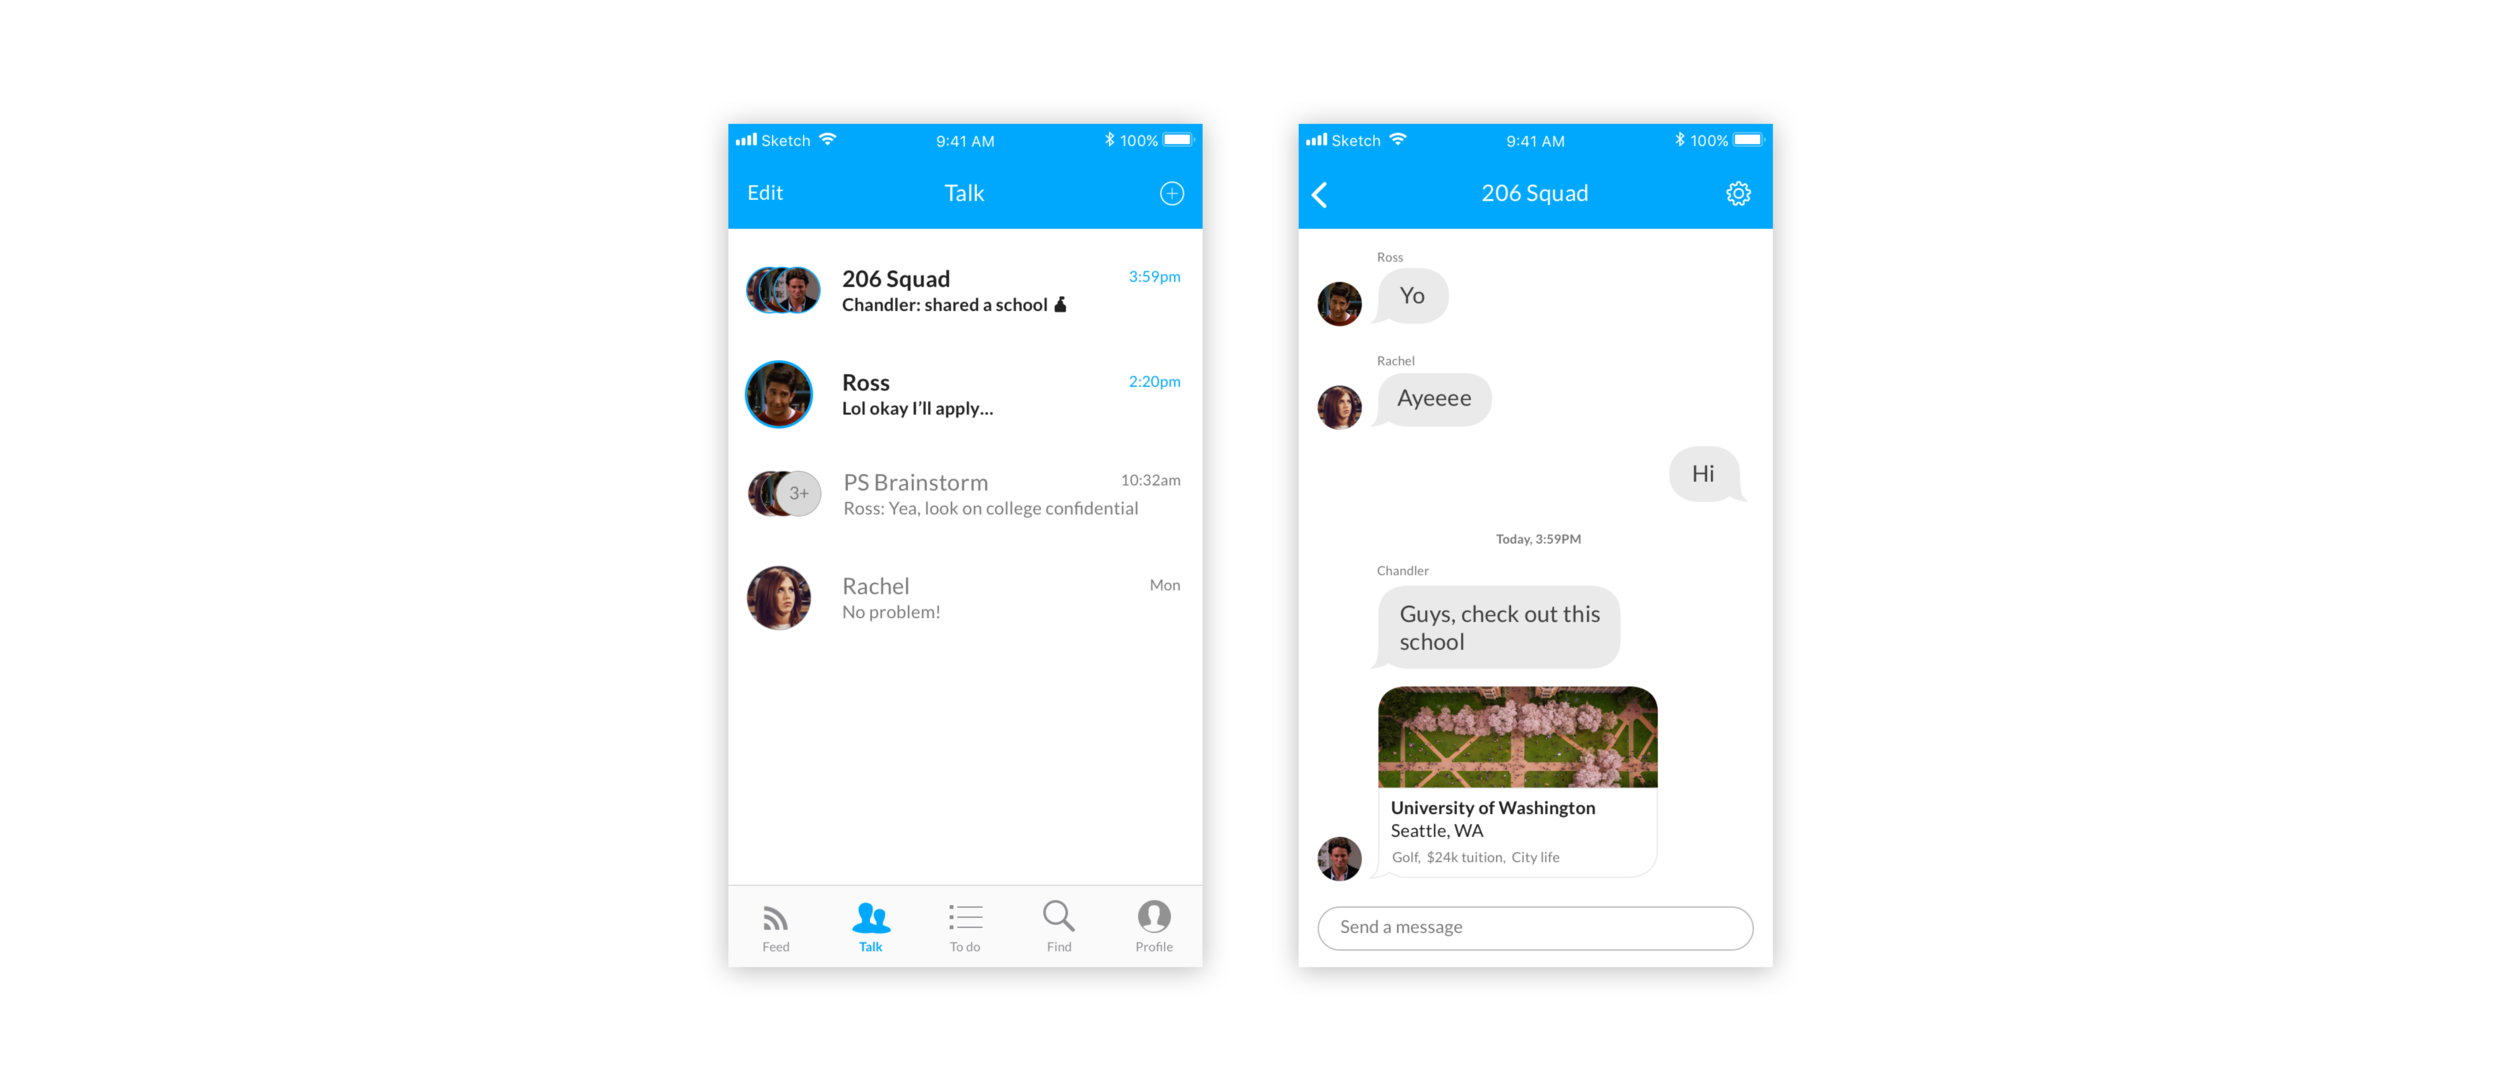 Sketch
9:41 AM
100%
Edit
Talk
206 Squad
3:59pm
Chandler: shared a school
Ross
2:20pm
Lol okay I’ll apply...
3+
PS Brainstorm
10:32am
Ross: Yea, look on college confidential
Rachel
Mon
No problem!
Feed
Talk
To do
Find
Profile
Sketch
9:41 AM
100%
206 Squad
Ross
Yo
Rachel
Ayeeee
Hi
Today, 3:59PM
Chandler
Guys, check out this
school
University of Washington
Seattle, WA
Golf, $24k tuition, City life
Send a message